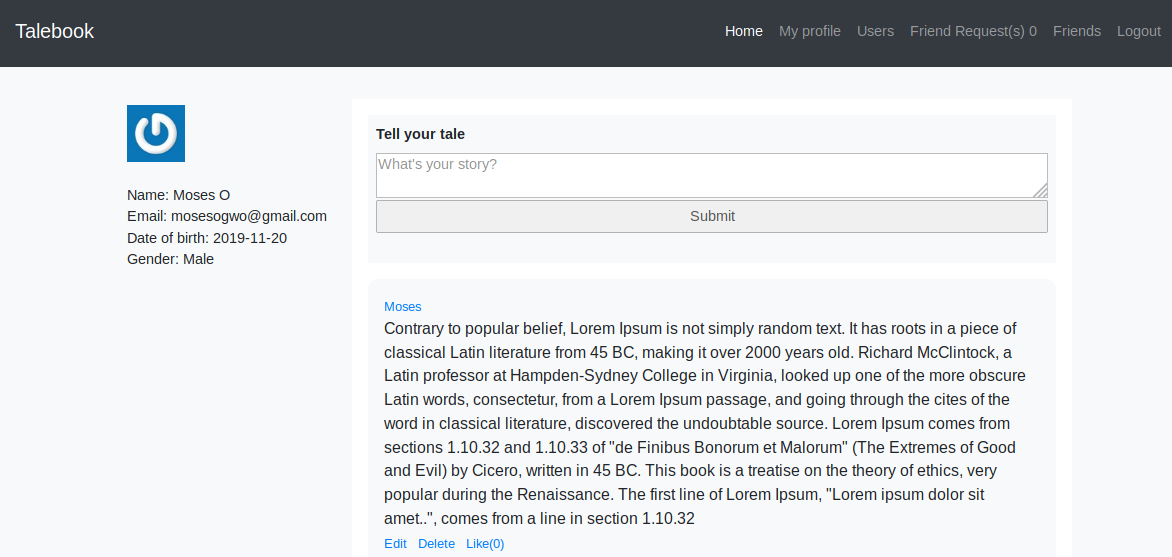 Talebook
Home My profile Users Friend Request(s) 0 Friends Logout
Name: Moses O
Email: mosesogwo@gmail.com
Date of birth: 2019-11-20
Gender: Male
Tell your tale
What's your story?
Submit
Moses
Contrary to popular belief, Lorem Ipsum is not simply random text. It has roots in a piece of
classical Latin literature from 45 BC, making it over 2000 years old. Richard McClintock, a
Latin professor at Hampden-Sydney College in Virginia, looked up one of the more obscure
Latin words, consectetur, from a Lorem Ipsum passage, and going through the cites of the
word in classical literature, discovered the undoubtable source. Lorem Ipsum comes from
sections 1.10.32 and 1.10.33 of "de Finibus Bonorum et Malorum" (The Extremes of Good
and Evil) by Cicero, written in 45 BC. This book is a treatise on the theory of ethics, very
popular during the Renaissance. The first line of Lorem Ipsum, "Lorem ipsum dolor sit
amet..", comes from a line in section 1.10.32
Edit Delete Like(0)